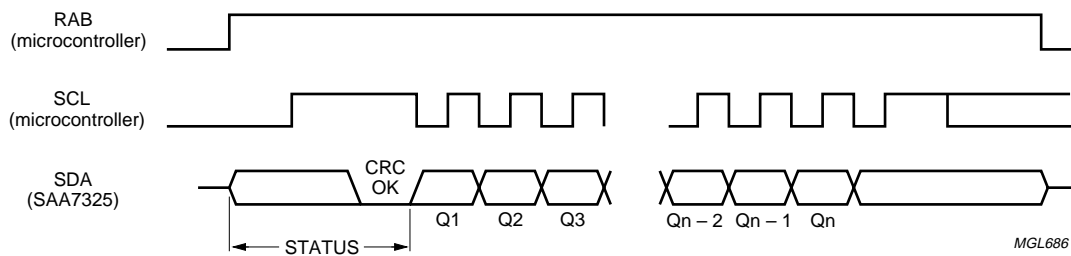 RAB
(microcontroller)
SCL
(microcontroller)
CRC
OK
SDA
(SAA7325)
Q1 Q2 Q3 Qn – 2 Qn – 1 Qn
STATUS
MGL686